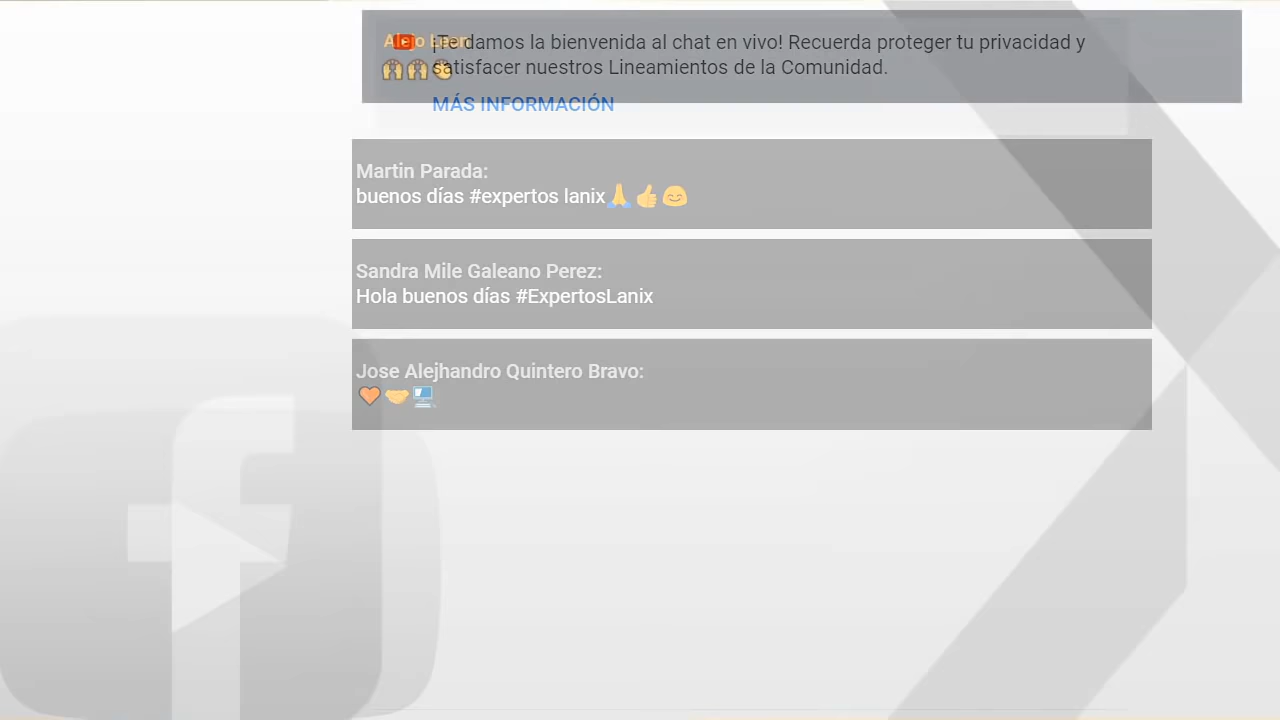 Alejo Lean
¡Te damos la bienvenida al chat en vivo! Recuerda proteger tu privacidad y
satisfacer nuestros Lineamientos de la Comunidad.
MÁS INFORMACIÓN
Martin Parada:
buenos días #expertos lanix🙏👍😊
Sandra Mile Galeano Perez:
Hola buenos días #ExpertosLanix
Jose Alejhandro Quintero Bravo:
🧡🤝🖥️